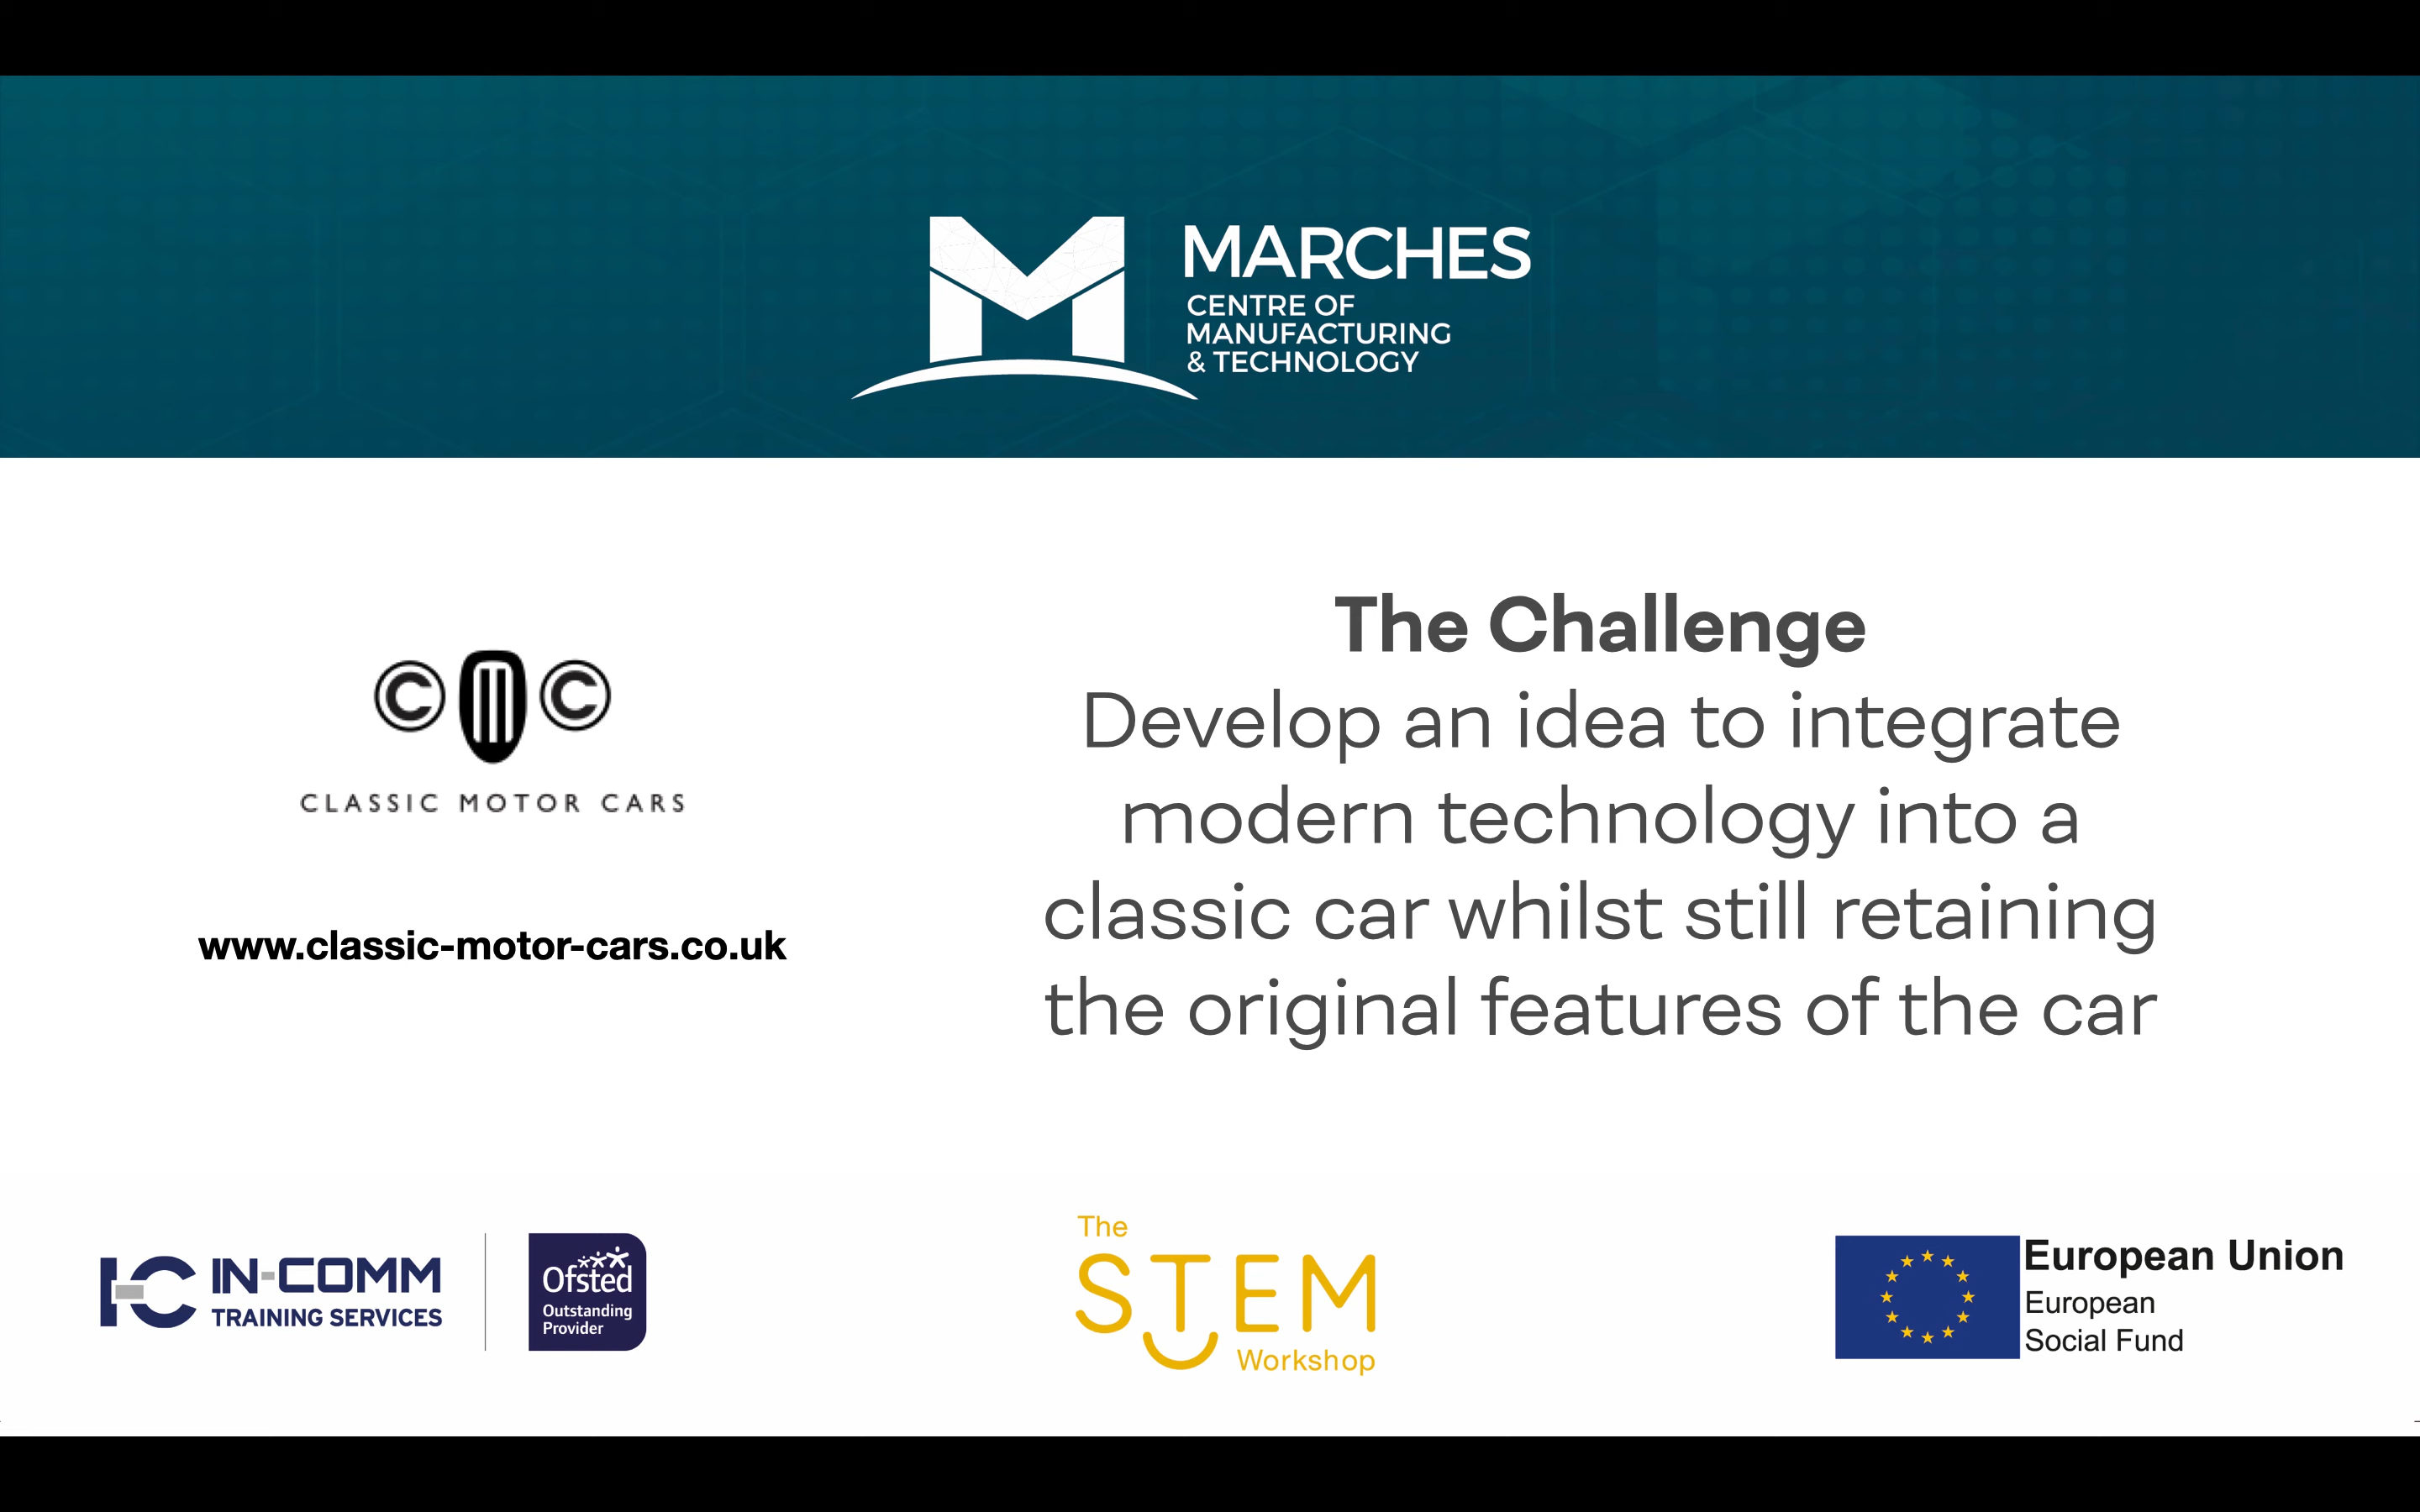 MARCHES
CENTRE OF
MANUFACTURING
& TECHNOLOGY
The Challenge
Develop an idea to integrate
modern technology into a
classic car whilst still retaining
the original features of the car
CMC
CLASSIC MOTOR CARS
www.classic-motor-cars.co.uk
IN-COMM
TRAINING SERVICES
Ofsted
Outstanding
Provider
The
STEM
Workshop
European Union
European
Social Fund